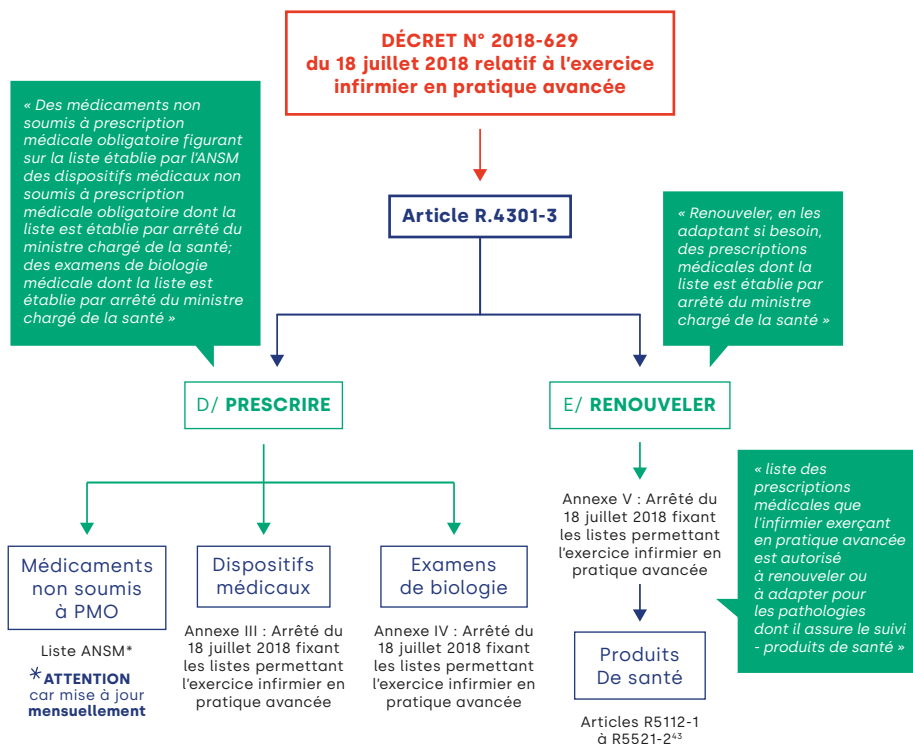 DÉCRET N° 2018-629
du 18 juillet 2018 relatif à l'exercice
infirmier en pratique avancée
« Des médicaments non
soumis à prescription
médicale obligatoire figurant
sur la liste établie par l'ANSM
des dispositifs médicaux non
soumis à prescription
médicale obligatoire dont la
liste est établie par arrêté du
ministre chargé de la santé;
des examens de biologie
médicale dont la liste est
établie par arrêté du ministre
chargé de la santé »
Article R.4301-3
« Renouveler, en les
adaptant si besoin,
des prescriptions
médicales dont la
liste est établie par
arrêté du ministre
chargé de la santé »
D/ PRESCRIRE
E/ RENOUVELER
Médicaments
non soumis
à PMO
Liste ANSM*
*ATTENTION
car mise à jour
mensuellement
Dispositifs
médicaux
Annexe III : Arrêté du
18 juillet 2018 fixant
les listes permettant
l'exercice infirmier en
pratique avancée
Examens
de biologie
Annexe IV : Arrêté du
18 juillet 2018 fixant
les listes permettant
l'exercice infirmier en
pratique avancée
Annexe V : Arrêté du
18 juillet 2018 fixant
les listes permettant
l'exercice infirmier en
pratique avancée
« liste des
prescriptions
médicales que
l'infirmier exerçant
en pratique avancée
est autorisé
à renouveler ou
à adapter pour
les pathologies
dont il assure le suivi
- produits de santé »
Produits
De santé
Articles R5112-1
à R5521-2⁴³